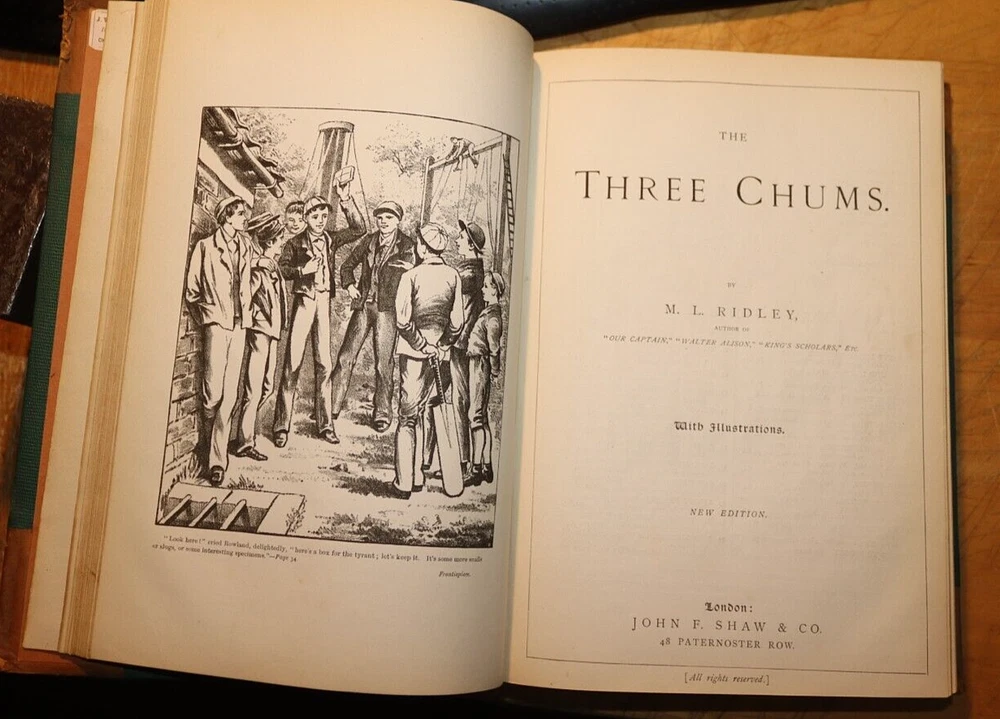 "Look here!" cried Rowland, delightedly, "here's a box for the tyrant; let's keep it. It's some more snails
or slugs, or some interesting specimens."—Page 34
Frontispiece.
THE
THREE CHUMS.
BY
M. L. RIDLEY,
AUTHOR OF
"OUR CAPTAIN," "WALTER ALISON," "KING'S SCHOLARS," ETC.
With Illustrations.
NEW EDITION.
London:
JOHN F. SHAW & CO.
48 PATERNOSTER ROW.
[All rights reserved.]